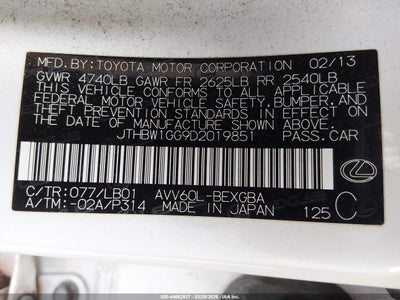 MFD. BY: TOYOTA MOTOR CORPORATION 02/13
GVWR 4740LB GAWR FR 2625LB RR 2540LB
THIS VEHICLE CONFORMS TO ALL APPLICABLE
FEDERAL MOTOR VEHICLE SAFETY, BUMPER, AND
THEFT PREVENTION STANDARDS IN EFFECT ON
THE DATE OF MANUFACTURE SHOWN ABOVE.
JTHBW1GG9D2019851 PASS. CAR
C/TR: 077/LB01 AVV60L-BEXGBA
A/TM: -02A/P314 MADE IN JAPAN 125 C